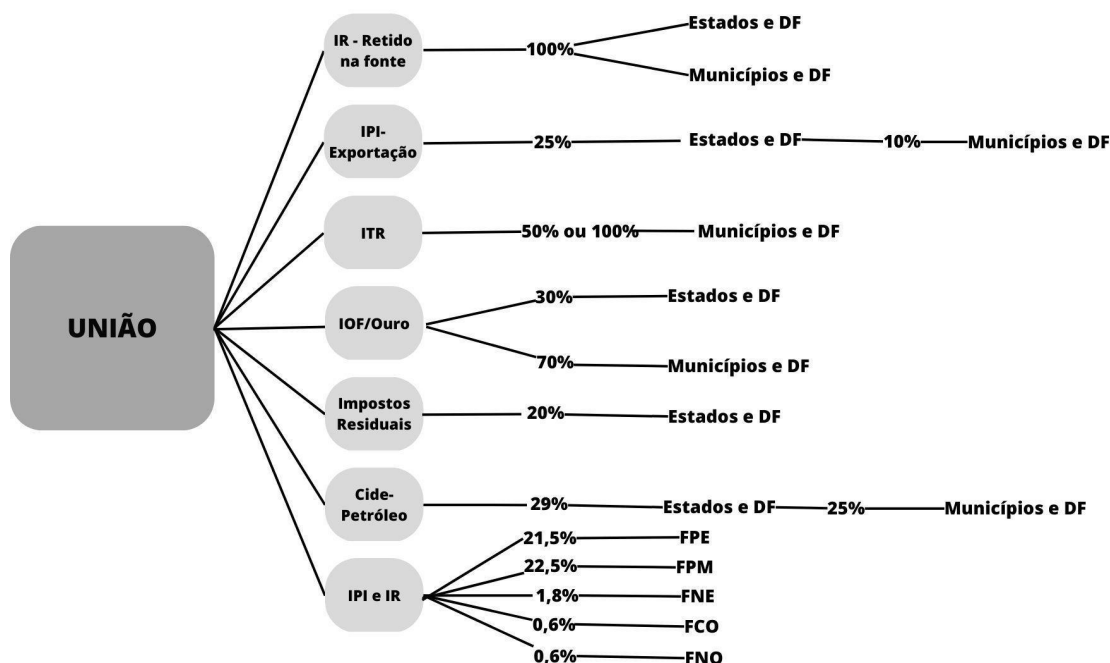 UNIÃO
IR - Retido
na fonte
100%
Estados e DF
Municípios e DF
IPI-
Exportação
25%
Estados e DF
10%
Municípios e DF
ITR
50% ou 100%
Municípios e DF
IOF/Ouro
30%
Estados e DF
70%
Municípios e DF
Impostos
Residuais
20%
Estados e DF
Cide-
Petróleo
29%
Estados e DF
25%
Municípios e DF
IPI e IR
21,5%
FPE
22,5%
FPM
1,8%
FNE
0,6%
FCO
0,6%
FNO